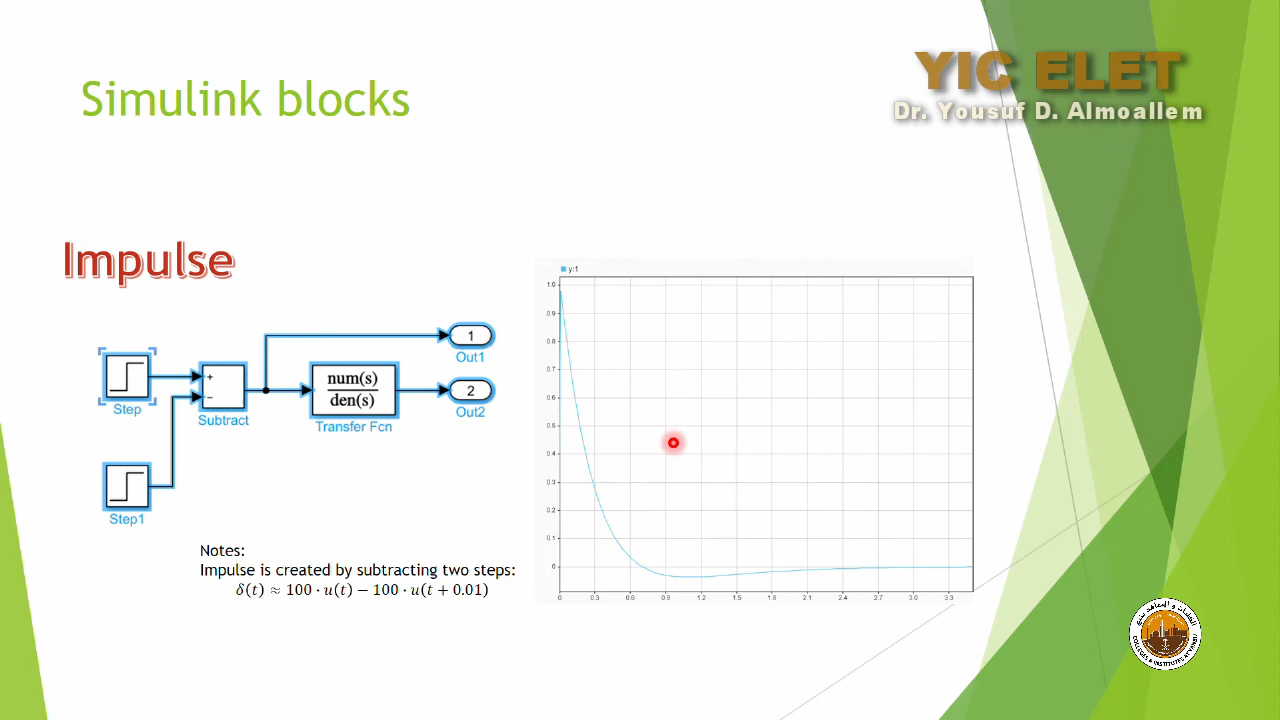 Simulink blocks
YIC ELET
Dr. Yousuf D. Almoallem
Impulse
Step
Step1
+
−
Subtract
num(s)
den(s)
Transfer Fcn
1
Out1
2
Out2
Notes:
Impulse is created by subtracting two steps:
δ(t) ≈ 100 · u(t) − 100 · u(t + 0.01)
y:1
1.0
0.9
0.8
0.7
0.6
0.5
0.4
0.3
0.2
0.1
0
0 0.3 0.6 0.9 1.2 1.5 1.8 2.1 2.4 2.7 3.0 3.3